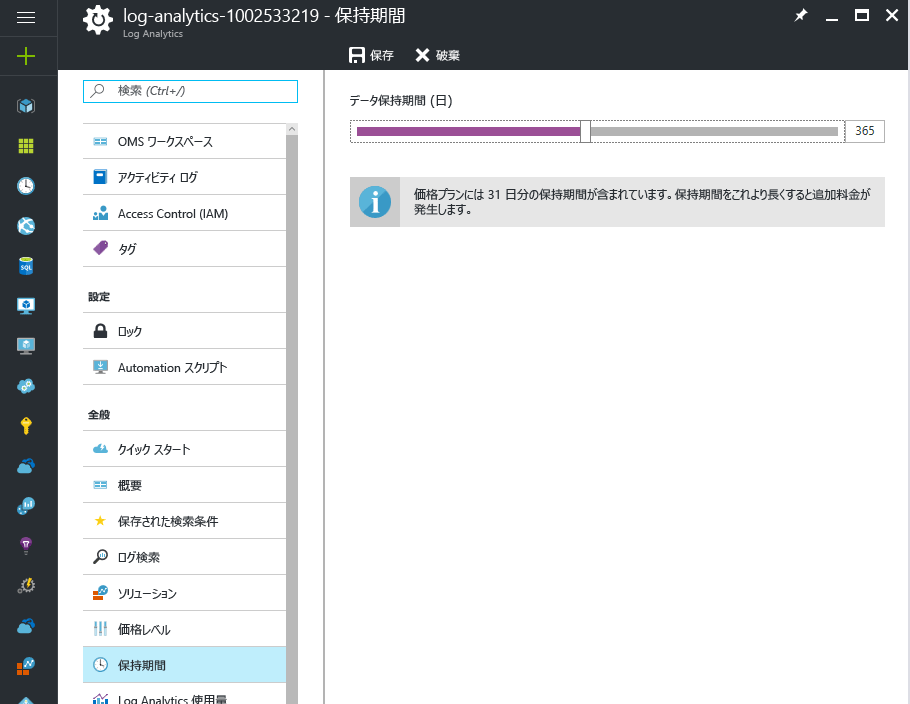 log-analytics-1002533219 - 保持期間
Log Analytics
保存
破棄
検索 (Ctrl+/)
OMS ワークスペース
アクティビティ ログ
Access Control (IAM)
タグ
設定
ロック
Automation スクリプト
全般
クイック スタート
概要
保存された検索条件
ログ検索
ソリューション
価格レベル
保持期間
Log Analytics 使用量
データ保持期間 (日)
365
価格プランには 31 日分の保持期間が含まれています。保持期間をこれより長くすると追加料金が
発生します。
SQL